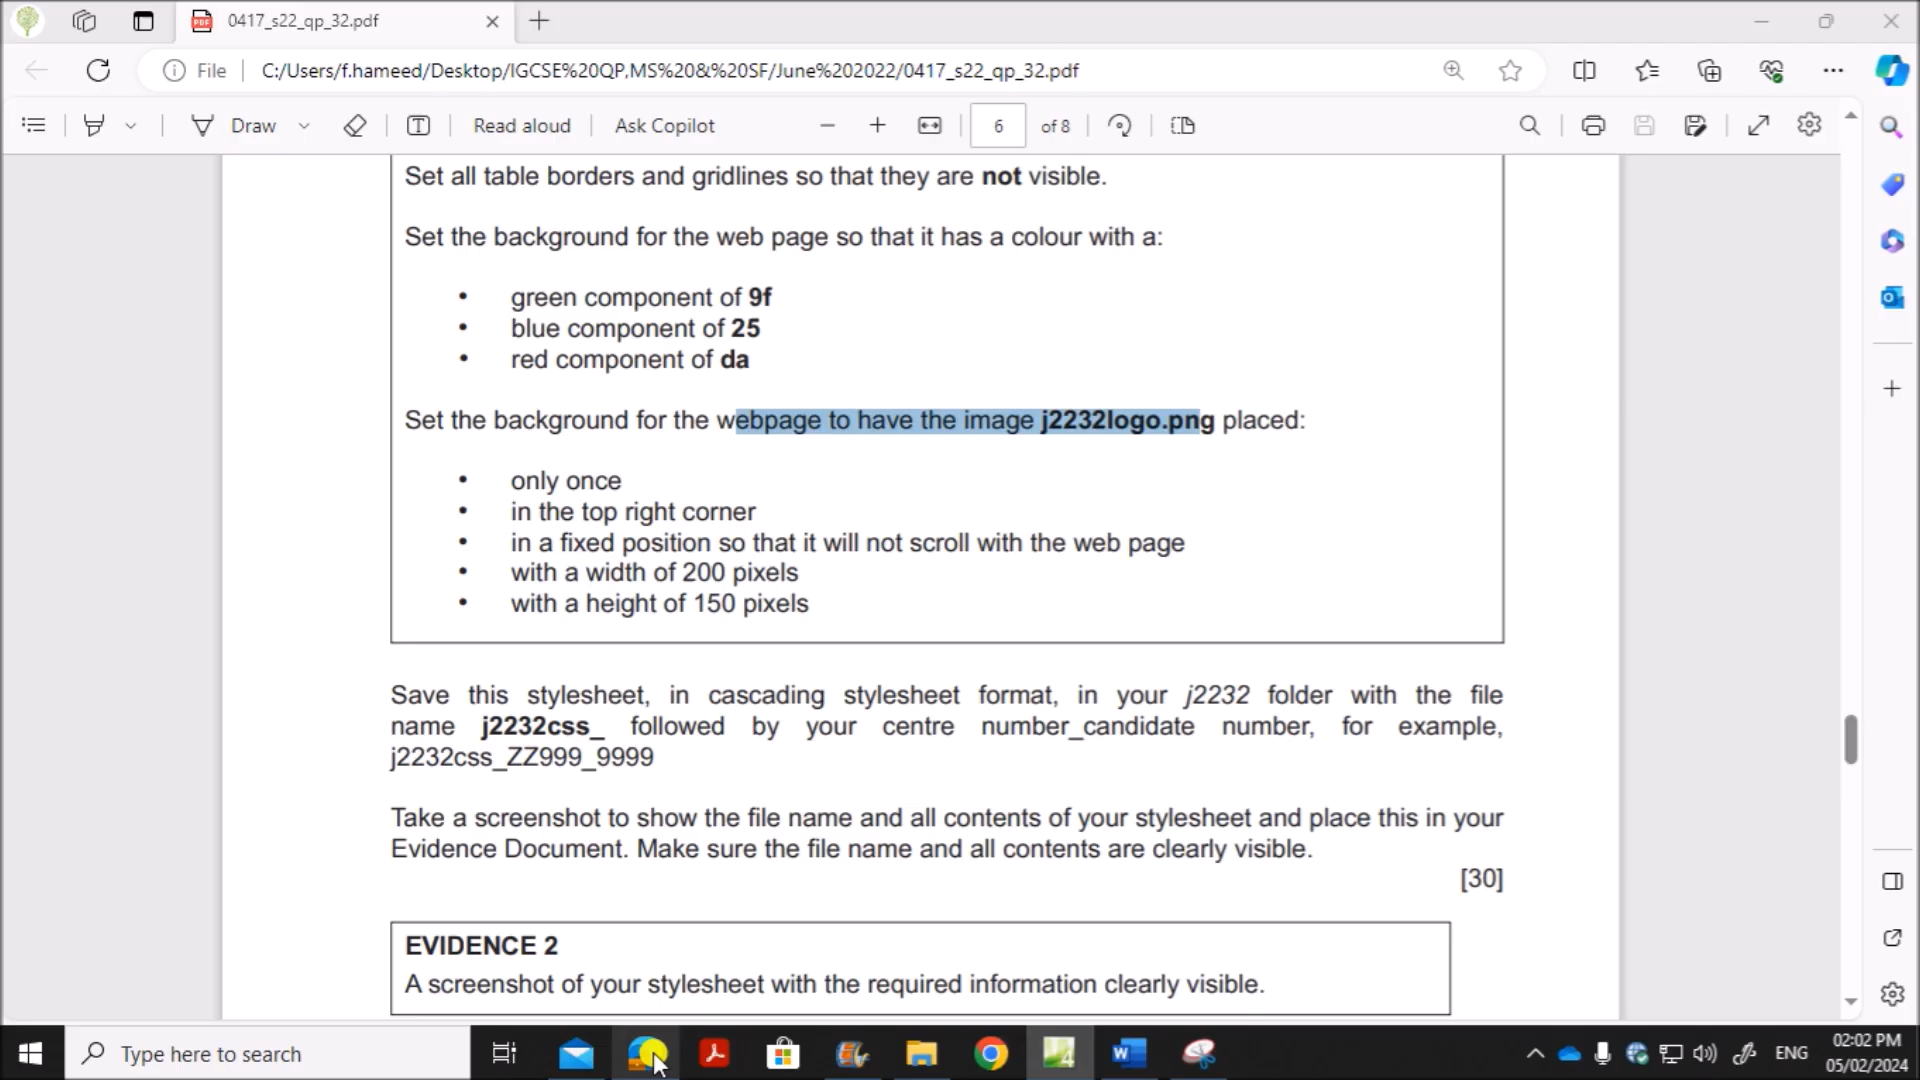 0417_s22_qp_32.pdf
File
C:/Users/f.hameed/Desktop/IGCSE%20QP,MS%20&%20SF/June%202022/0417_s22_qp_32.pdf
Draw
Read aloud
Ask Copilot
6
of 8
Set all table borders and gridlines so that they are not visible.
Set the background for the web page so that it has a colour with a:
• green component of 9f
• blue component of 25
• red component of da
Set the background for the webpage to have the image j2232logo.png placed:
• only once
• in the top right corner
• in a fixed position so that it will not scroll with the web page
• with a width of 200 pixels
• with a height of 150 pixels
Save this stylesheet, in cascading stylesheet format, in your j2232 folder with the file
name j2232css_ followed by your centre number_candidate number, for example,
j2232css_ZZ999_9999
Take a screenshot to show the file name and all contents of your stylesheet and place this in your
Evidence Document. Make sure the file name and all contents are clearly visible.
[30]
EVIDENCE 2
A screenshot of your stylesheet with the required information clearly visible.
Type here to search
ENG
02:02 PM
05/02/2024